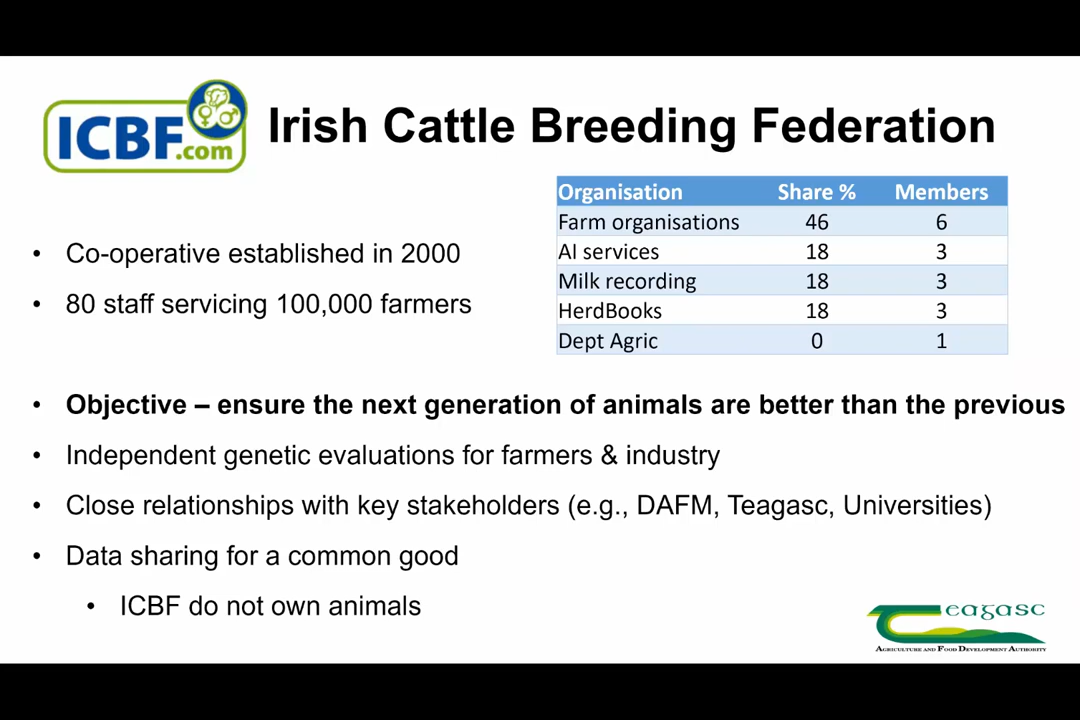 ICBF.com
Irish Cattle Breeding Federation
Organisation Share % Members
Farm organisations 46 6
AI services 18 3
Milk recording 18 3
HerdBooks 18 3
Dept Agric 0 1
• Co-operative established in 2000
• 80 staff servicing 100,000 farmers
• Objective – ensure the next generation of animals are better than the previous
• Independent genetic evaluations for farmers & industry
• Close relationships with key stakeholders (e.g., DAFM, Teagasc, Universities)
• Data sharing for a common good
• ICBF do not own animals
Teagasc
AGRICULTURE AND FOOD DEVELOPMENT AUTHORITY